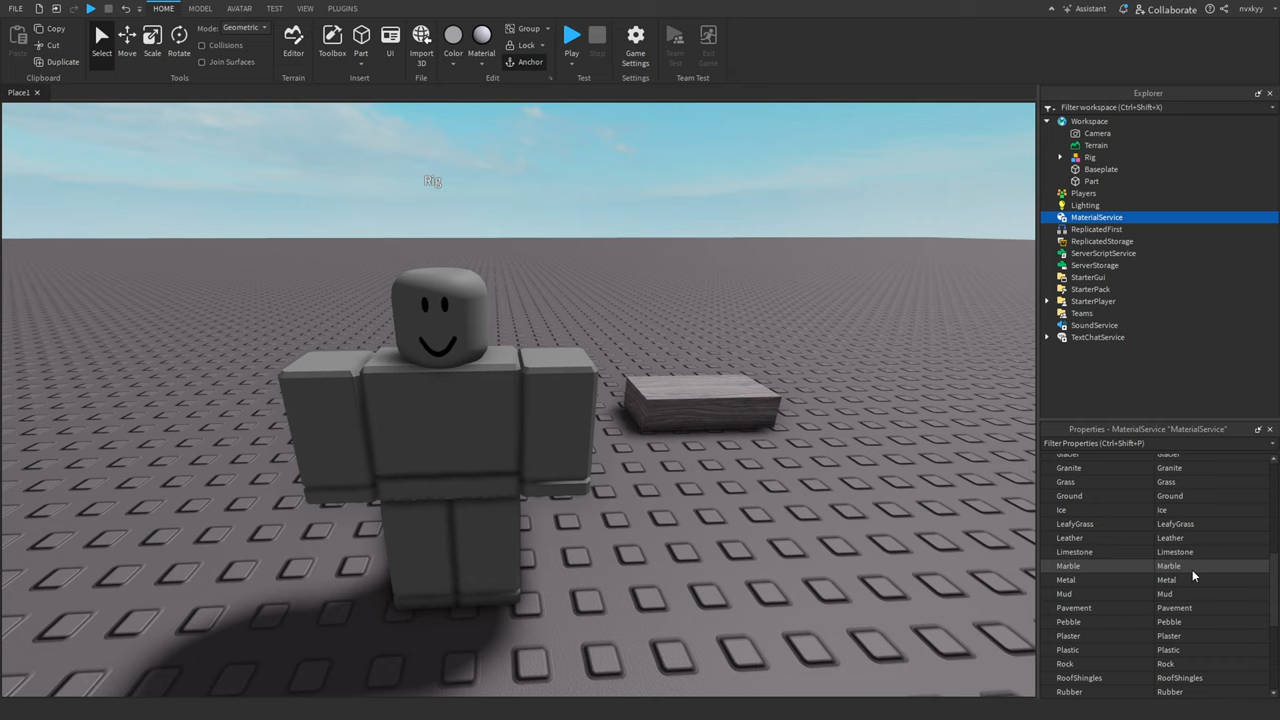 FILE HOME MODEL AVATAR TEST VIEW PLUGINS Assistant Collaborate nvxkyy
Paste Copy Cut Duplicate Clipboard
Select Move Scale Rotate Mode: Geometric Collisions Join Surfaces Tools
Editor Terrain
Toolbox Part UI Insert
Import 3D File
Color Material Group Lock Anchor Edit
Play Stop Test
Game Settings Settings
Team Test Exit Game Team Test
Place1
Rig
Explorer
Filter workspace (Ctrl+Shift+X)
Workspace
Camera
Terrain
Rig
Baseplate
Part
Players
Lighting
MaterialService
ReplicatedFirst
ReplicatedStorage
ServerScriptService
ServerStorage
StarterGui
StarterPack
StarterPlayer
Teams
SoundService
TextChatService
Properties - MaterialService "MaterialService"
Filter Properties (Ctrl+Shift+P)
Glacier Glacier
Granite Granite
Grass Grass
Ground Ground
Ice Ice
LeafyGrass LeafyGrass
Leather Leather
Limestone Limestone
Marble Marble
Metal Metal
Mud Mud
Pavement Pavement
Pebble Pebble
Plaster Plaster
Plastic Plastic
Rock Rock
RoofShingles RoofShingles
Rubber Rubber